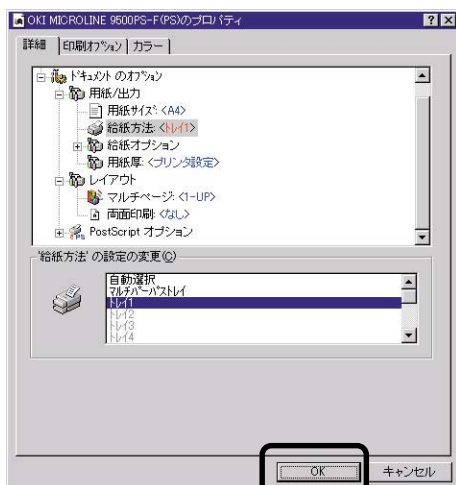 OKI MICROLINE 9500PS-F(PS)のプロパティ
詳細 印刷オプション カラー
ドキュメント のオプション
用紙/出力
用紙サイズ: <A4>
給紙方法: <トレイ1>
給紙オプション
用紙厚: <プリンタ設定>
レイアウト
マルチページ: <1-UP>
両面印刷: <なし>
PostScript オプション
'給紙方法' の設定の変更(C)
自動選択
マルチパーパストレイ
トレイ1
トレイ2
トレイ3
トレイ4
OK キャンセル